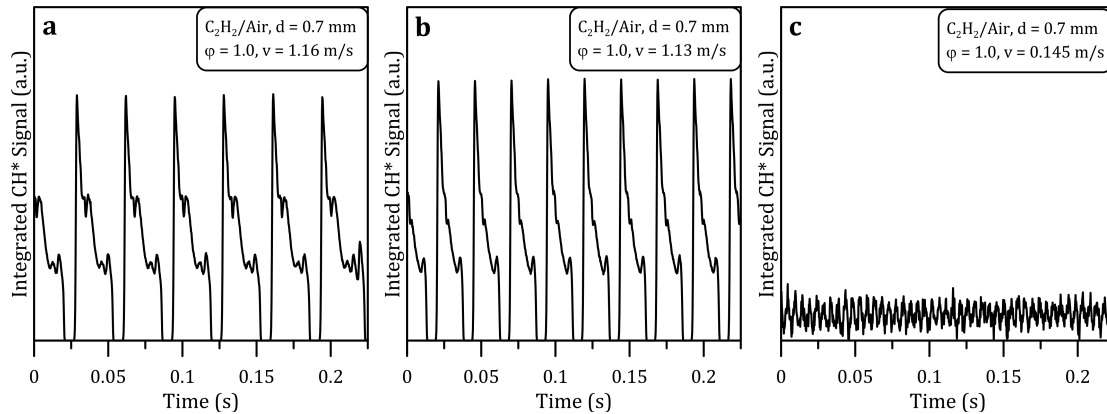 a
C₂H₂/Air, d = 0.7 mm
φ = 1.0, v = 1.16 m/s
Integrated CH* Signal (a.u.)
0 0.05 0.1 0.15 0.2
Time (s)
b
C₂H₂/Air, d = 0.7 mm
φ = 1.0, v = 1.13 m/s
Integrated CH* Signal (a.u.)
0 0.05 0.1 0.15 0.2
Time (s)
c
C₂H₂/Air, d = 0.7 mm
φ = 1.0, v = 0.145 m/s
Integrated CH* Signal (a.u.)
0 0.05 0.1 0.15 0.2
Time (s)